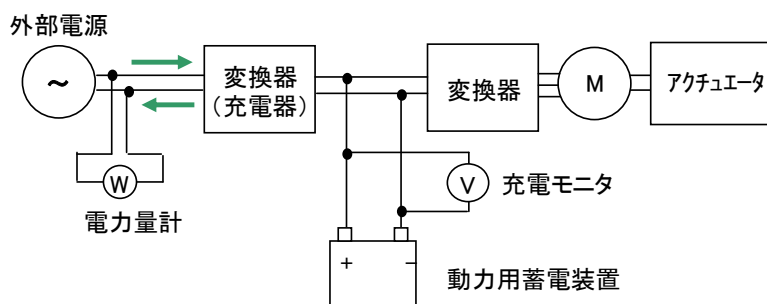 外部電源
~
変換器
(充電器)
変換器
M
アクチュエータ
W
電力量計
V
充電モニタ
+
−
動力用蓄電装置